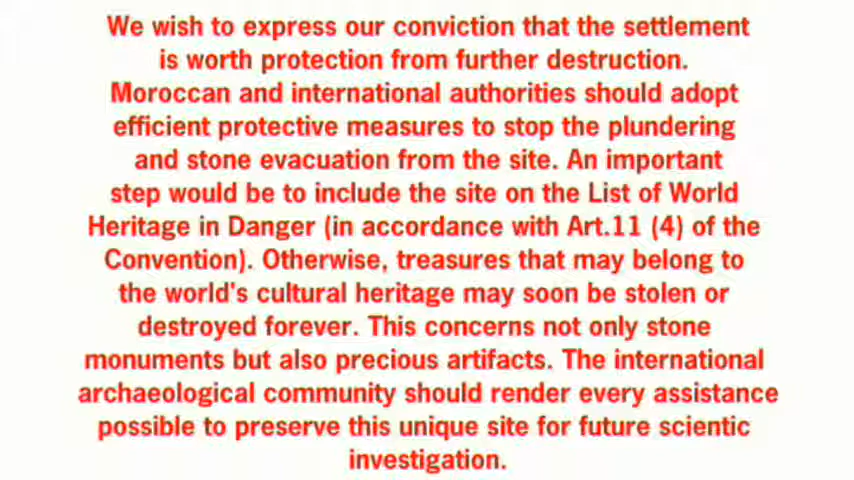 We wish to express our conviction that the settlement
is worth protection from further destruction.
Moroccan and international authorities should adopt
efficient protective measures to stop the plundering
and stone evacuation from the site. An important
step would be to include the site on the List of World
Heritage in Danger (in accordance with Art.11 (4) of the
Convention). Otherwise, treasures that may belong to
the world's cultural heritage may soon be stolen or
destroyed forever. This concerns not only stone
monuments but also precious artifacts. The international
archaeological community should render every assistance
possible to preserve this unique site for future scientic
investigation.